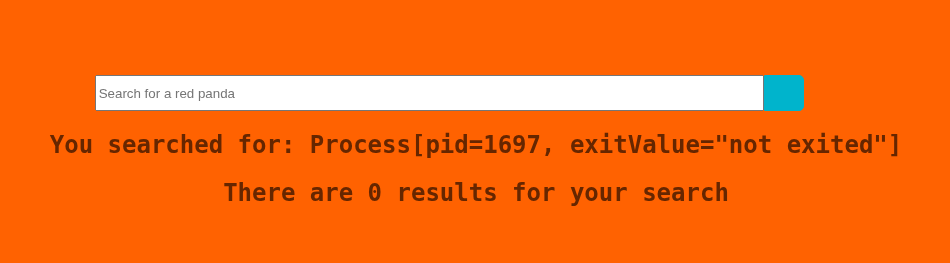 Search for a red panda
You searched for: Process[pid=1697, exitValue="not exited"]
There are 0 results for your search